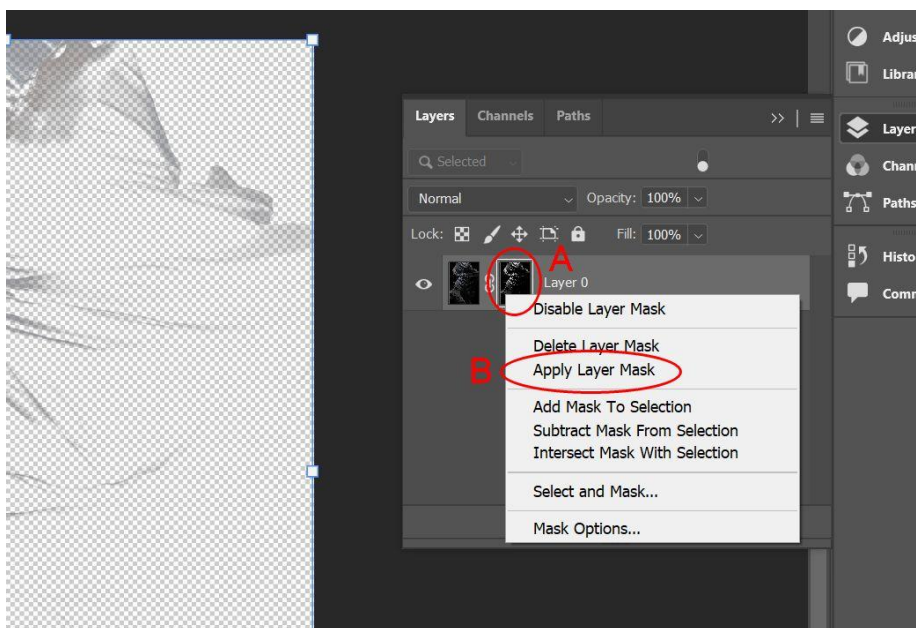 Adjus
Librar
Layers Channels Paths
Layer
Selected
Chann
Normal Opacity: 100%
Paths
Lock: Fill: 100%
Histo
A
Layer 0
Comm
Disable Layer Mask
Delete Layer Mask
B
Apply Layer Mask
Add Mask To Selection
Subtract Mask From Selection
Intersect Mask With Selection
Select and Mask...
Mask Options...